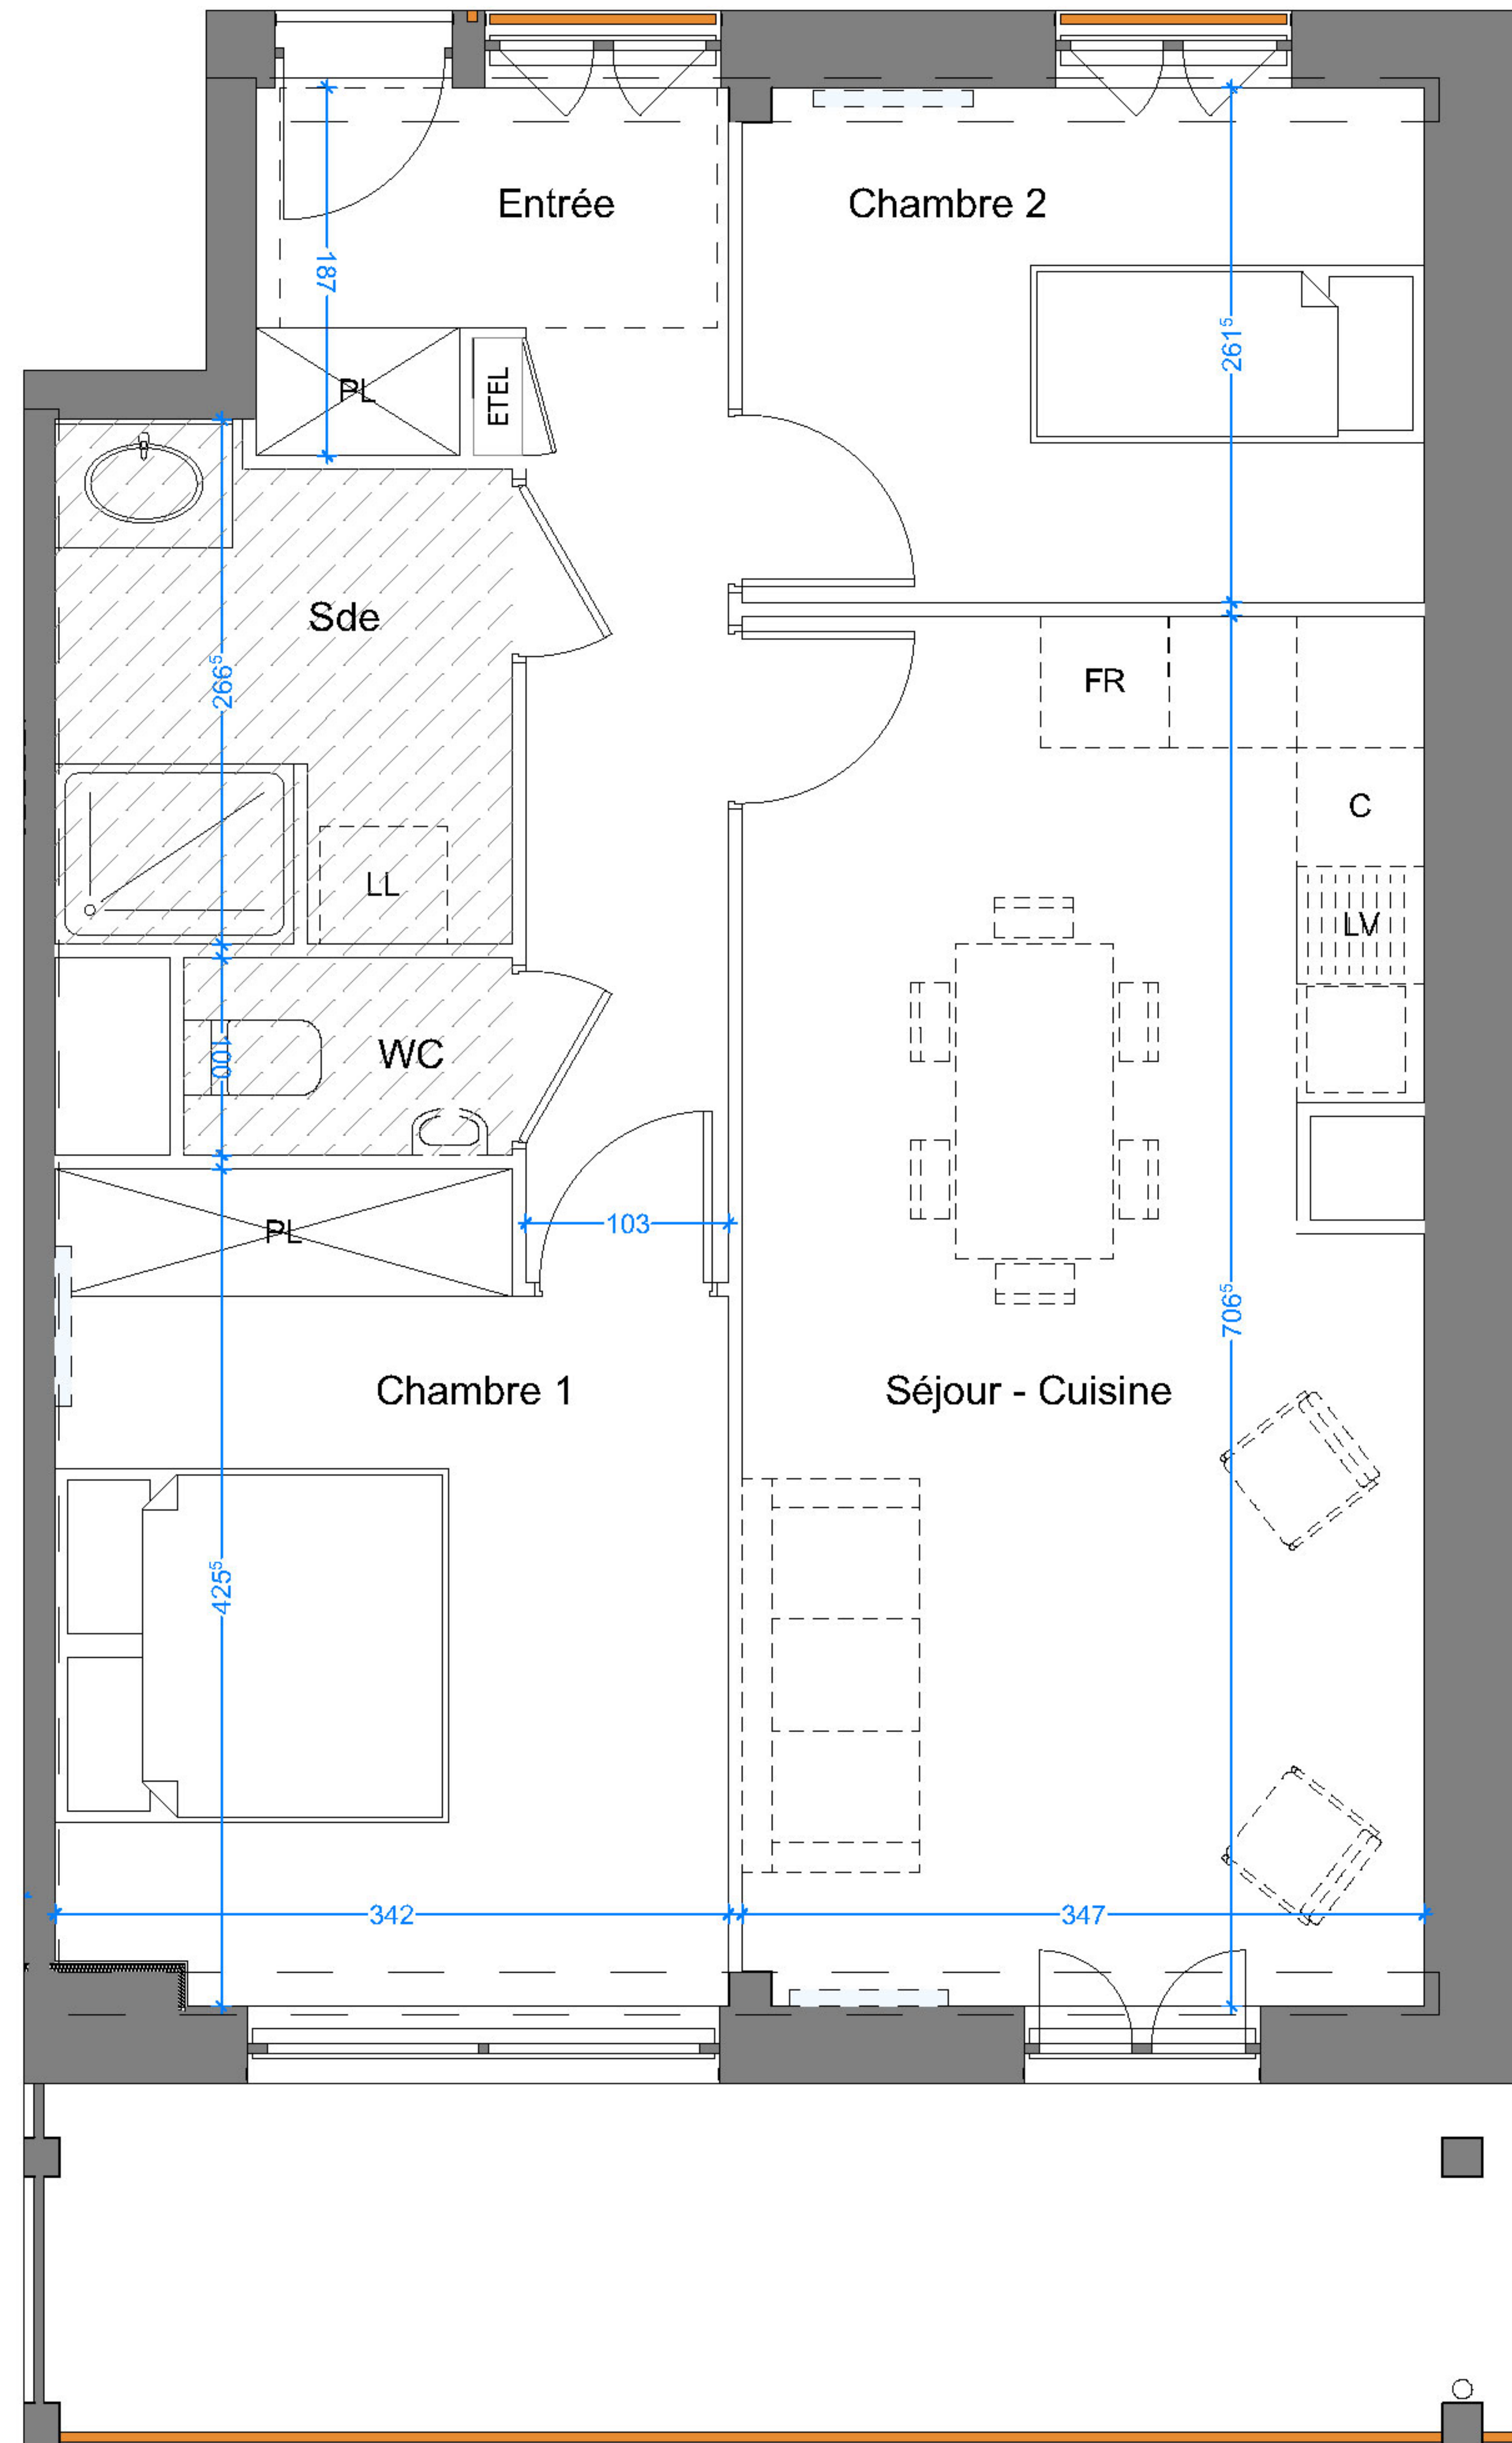 Entrée
Chambre 2
187
261⁵
PL
ETEL
Sde
266⁵
FR
C
LL
LV
WC
100
PL
103
706⁵
Chambre 1
Séjour - Cuisine
425⁵
342
347